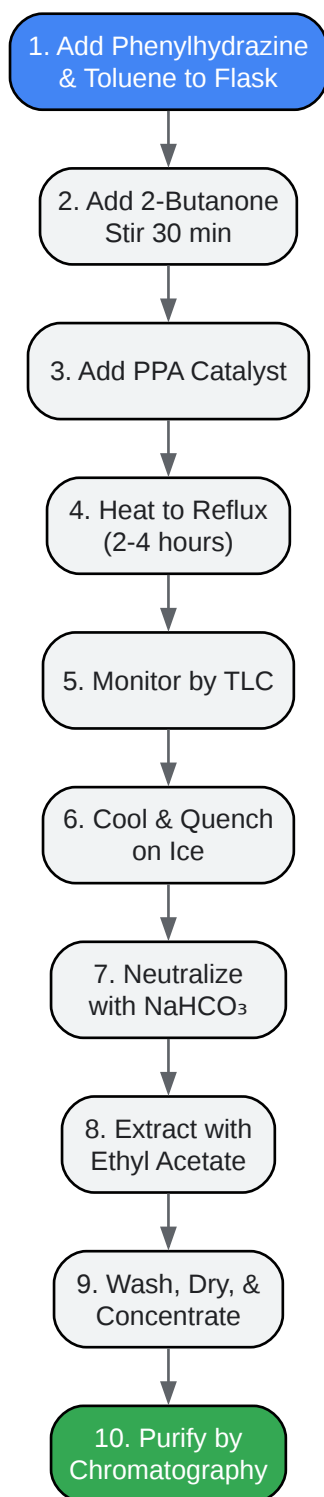 1. Add Phenylhydrazine
& Toluene to Flask
2. Add 2-Butanone
Stir 30 min
3. Add PPA Catalyst
4. Heat to Reflux
(2-4 hours)
5. Monitor by TLC
6. Cool & Quench
on Ice
7. Neutralize
with NaHCO₃
8. Extract with
Ethyl Acetate
9. Wash, Dry, &
Concentrate
10. Purify by
Chromatography